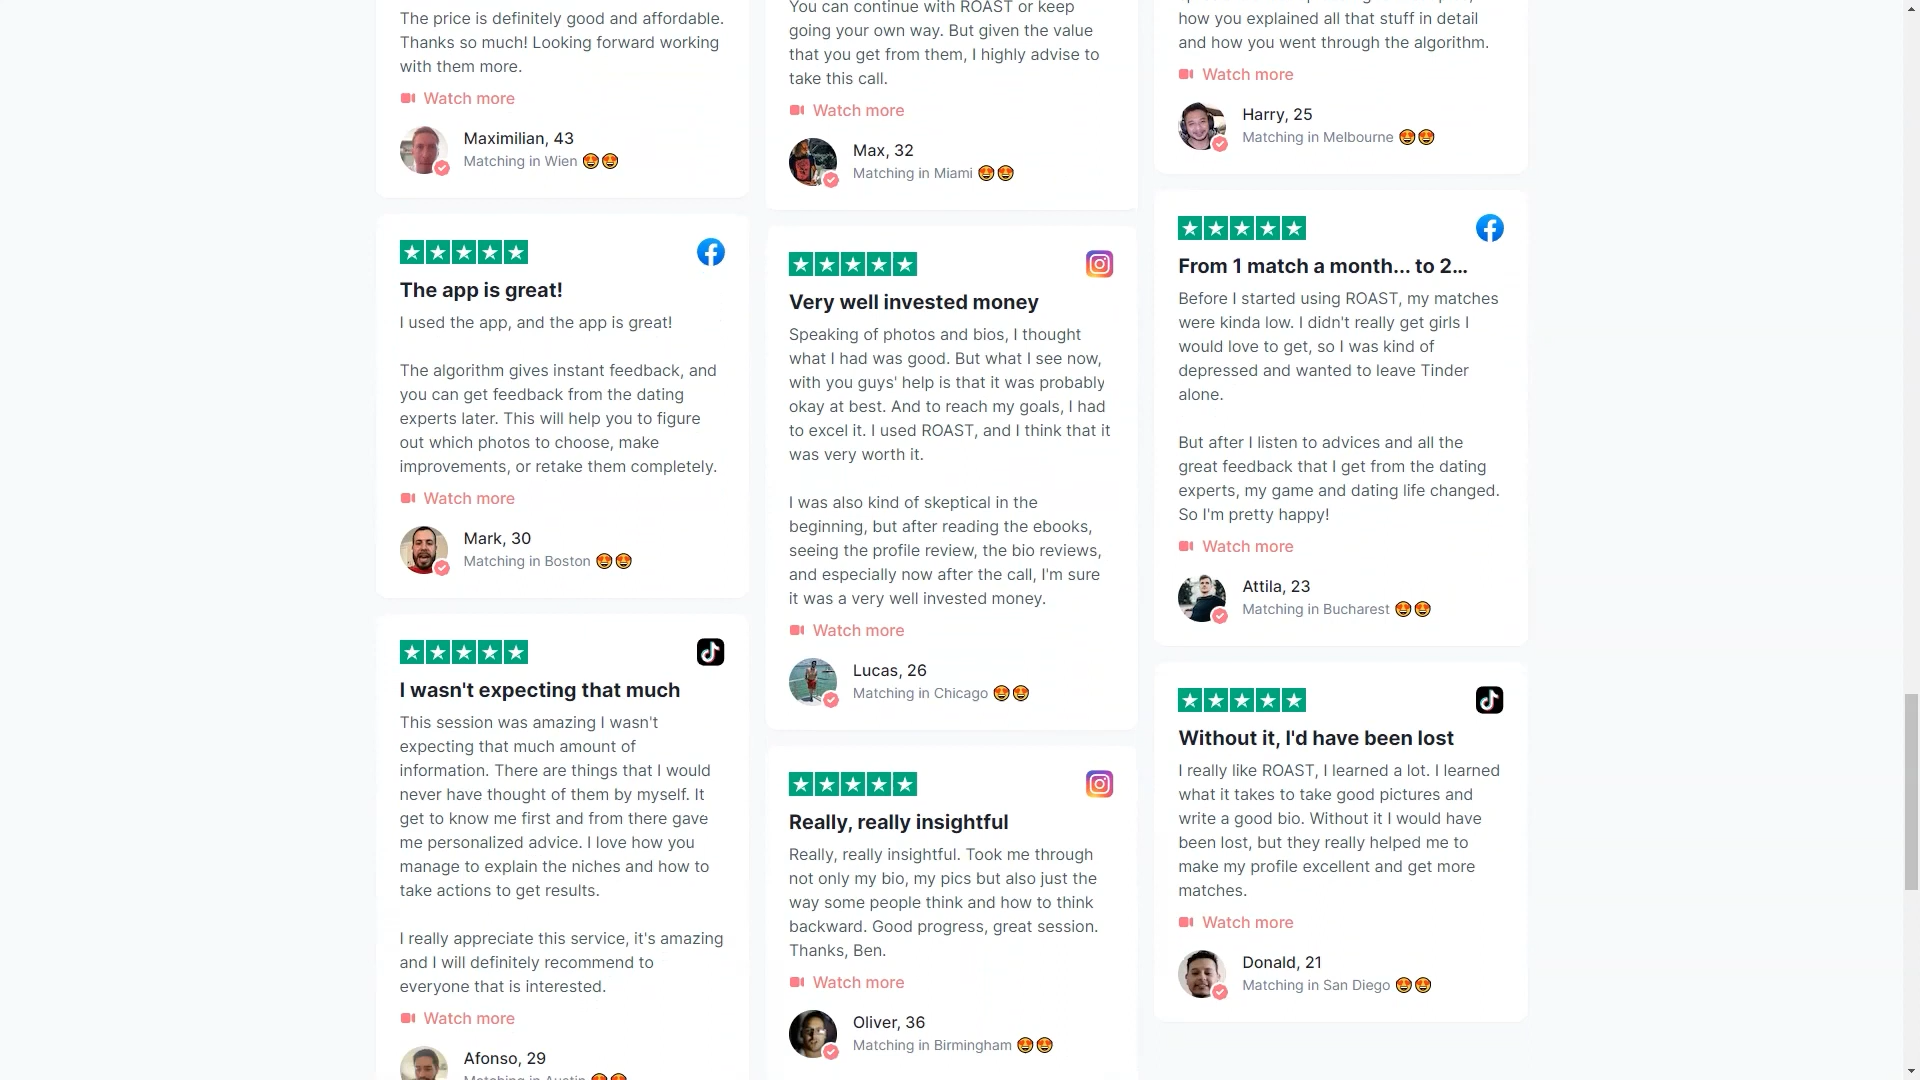 The price is definitely good and affordable.
Thanks so much! Looking forward working
with them more.
Watch more
Maximilian, 43
Matching in Wien
The app is great!
I used the app, and the app is great!
The algorithm gives instant feedback, and
you can get feedback from the dating
experts later. This will help you to figure
out which photos to choose, make
improvements, or retake them completely.
Watch more
Mark, 30
Matching in Boston
I wasn't expecting that much
This session was amazing I wasn't
expecting that much amount of
information. There are things that I would
never have thought of them by myself. It
get to know me first and from there gave
me personalized advice. I love how you
manage to explain the niches and how to
take actions to get results.
I really appreciate this service, it's amazing
and I will definitely recommend to
everyone that is interested.
Watch more
Afonso, 29
Matching in Austin
You can continue with ROAST or keep
going your own way. But given the value
that you get from them, I highly advise to
take this call.
Watch more
Max, 32
Matching in Miami
Very well invested money
Speaking of photos and bios, I thought
what I had was good. But what I see now,
with you guys' help is that it was probably
okay at best. And to reach my goals, I had
to excel it. I used ROAST, and I think that it
was very worth it.
I was also kind of skeptical in the
beginning, but after reading the ebooks,
seeing the profile review, the bio reviews,
and especially now after the call, I'm sure
it was a very well invested money.
Watch more
Lucas, 26
Matching in Chicago
Really, really insightful
Really, really insightful. Took me through
not only my bio, my pics but also just the
way some people think and how to think
backward. Good progress, great session.
Thanks, Ben.
Watch more
Oliver, 36
Matching in Birmingham
how you explained all that stuff in detail
and how you went through the algorithm.
Watch more
Harry, 25
Matching in Melbourne
From 1 match a month... to 2...
Before I started using ROAST, my matches
were kinda low. I didn't really get girls I
would love to get, so I was kind of
depressed and wanted to leave Tinder
alone.
But after I listen to advices and all the
great feedback that I get from the dating
experts, my game and dating life changed.
So I'm pretty happy!
Watch more
Attila, 23
Matching in Bucharest
Without it, I'd have been lost
I really like ROAST, I learned a lot. I learned
what it takes to take good pictures and
write a good bio. Without it I would have
been lost, but they really helped me to
make my profile excellent and get more
matches.
Watch more
Donald, 21
Matching in San Diego